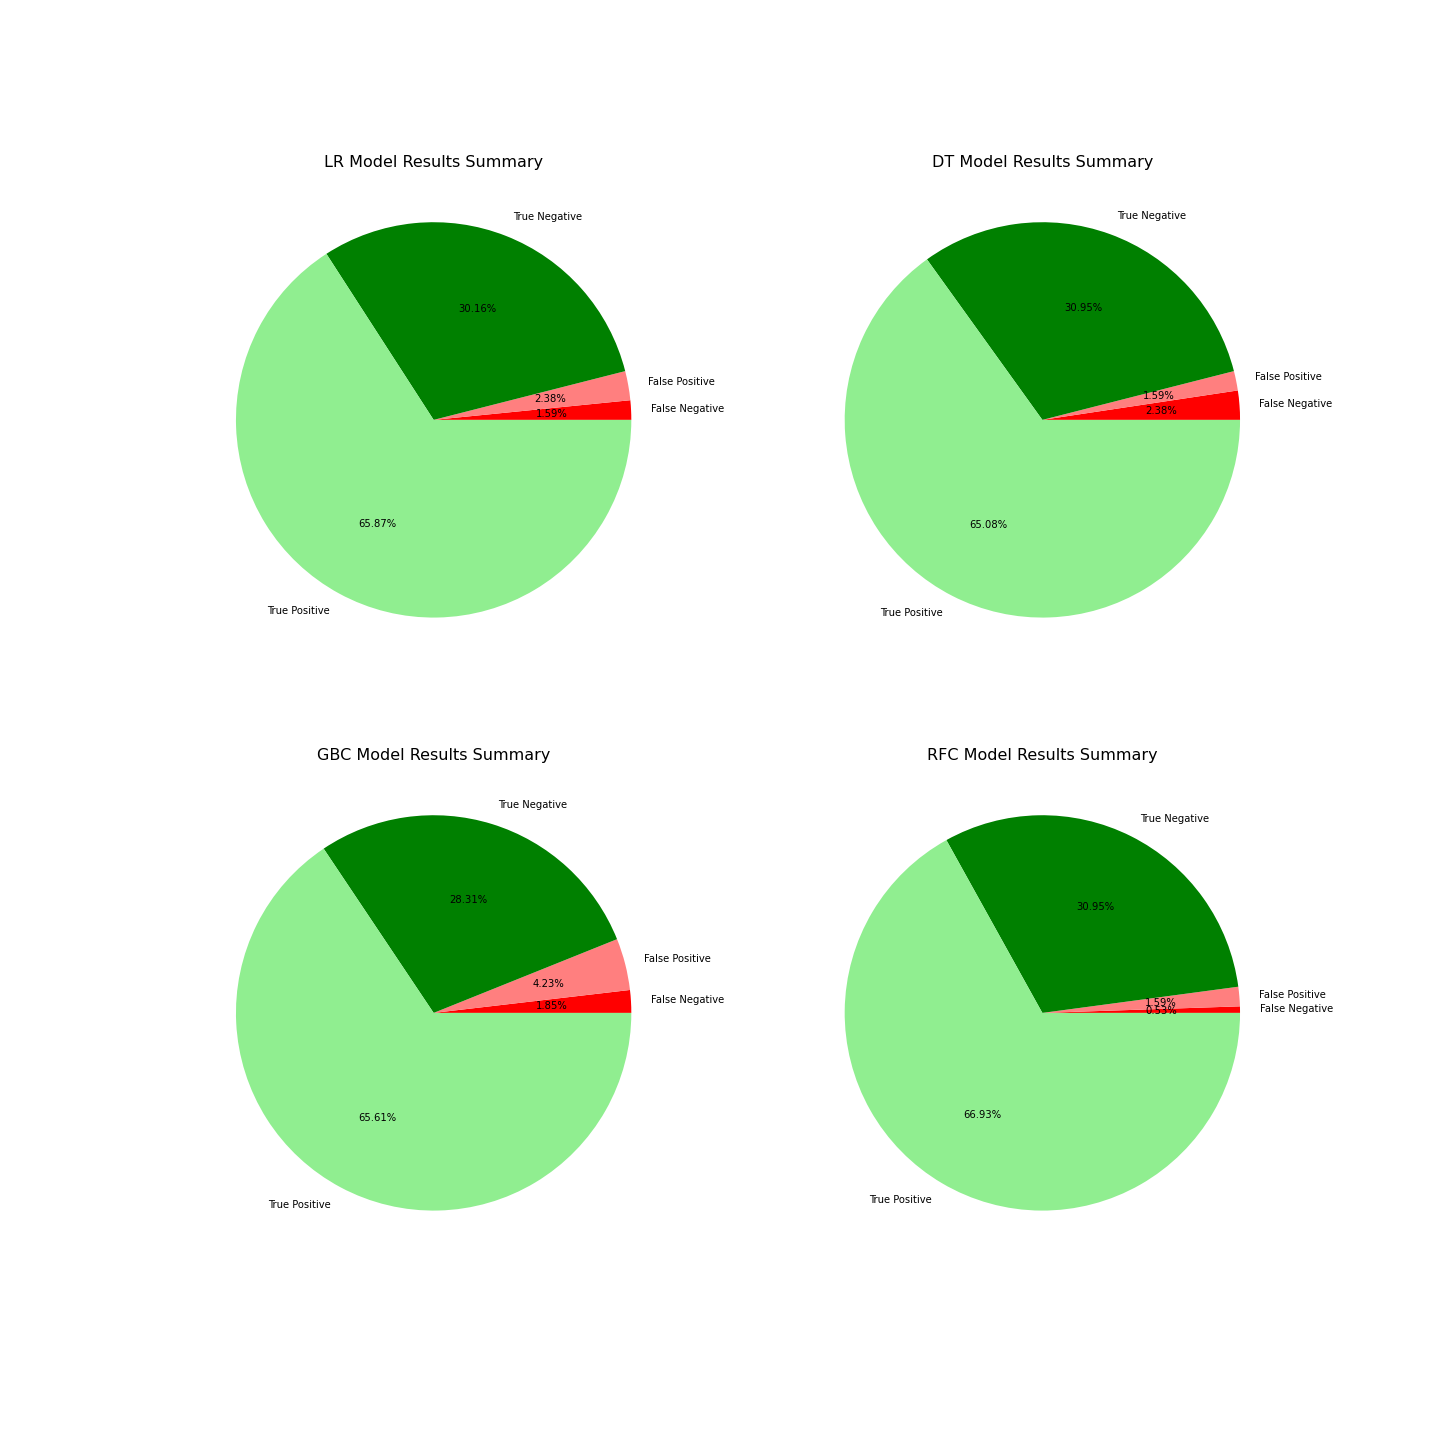 LR Model Results Summary
True Negative
30.16%
False Positive
2.38%
False Negative
1.59%
65.87%
True Positive
DT Model Results Summary
True Negative
30.95%
False Positive
1.59%
False Negative
2.38%
65.08%
True Positive
GBC Model Results Summary
True Negative
28.31%
False Positive
4.23%
False Negative
1.85%
65.61%
True Positive
RFC Model Results Summary
True Negative
30.95%
False Positive
1.59%
False Negative
0.53%
66.93%
True Positive